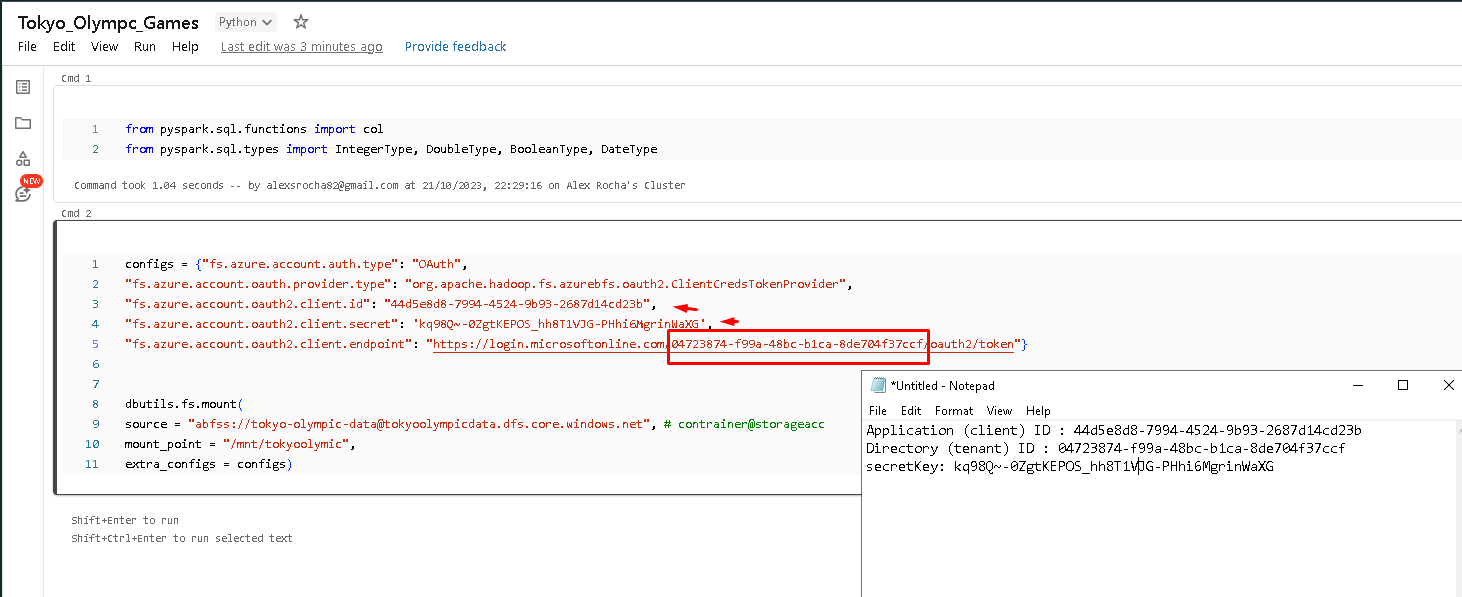 Tokyo_Olympc_Games Python
File Edit View Run Help Last edit was 3 minutes ago Provide feedback
NEW
Cmd 1
1 from pyspark.sql.functions import col
2 from pyspark.sql.types import IntegerType, DoubleType, BooleanType, DateType
Command took 1.04 seconds -- by alexsrocha82@gmail.com at 21/10/2023, 22:29:16 on Alex Rocha's Cluster
Cmd 2
1 configs = {"fs.azure.account.auth.type": "OAuth",
2 "fs.azure.account.oauth.provider.type": "org.apache.hadoop.fs.azurebfs.oauth2.ClientCredsTokenProvider",
3 "fs.azure.account.oauth2.client.id": "44d5e8d8-7994-4524-9b93-2687d14cd23b",
4 "fs.azure.account.oauth2.client.secret": 'kq98Q~-0ZgtKEPOS_hh8T1VJG-PHhi6MgrinWaXG',
5 "fs.azure.account.oauth2.client.endpoint": "https://login.microsoftonline.com/04723874-f99a-48bc-b1ca-8de704f37ccf/oauth2/token"}
6
7
8 dbutils.fs.mount(
9 source = "abfss://tokyo-olympic-data@tokyoolympicdata.dfs.core.windows.net", # contrainer@storageacc
10 mount_point = "/mnt/tokyoolymic",
11 extra_configs = configs)
Shift+Enter to run
Shift+Ctrl+Enter to run selected text
*Untitled - Notepad
File Edit Format View Help
Application (client) ID : 44d5e8d8-7994-4524-9b93-2687d14cd23b
Directory (tenant) ID : 04723874-f99a-48bc-b1ca-8de704f37ccf
secretKey: kq98Q~-0ZgtKEPOS_hh8T1VJG-PHhi6MgrinWaXG